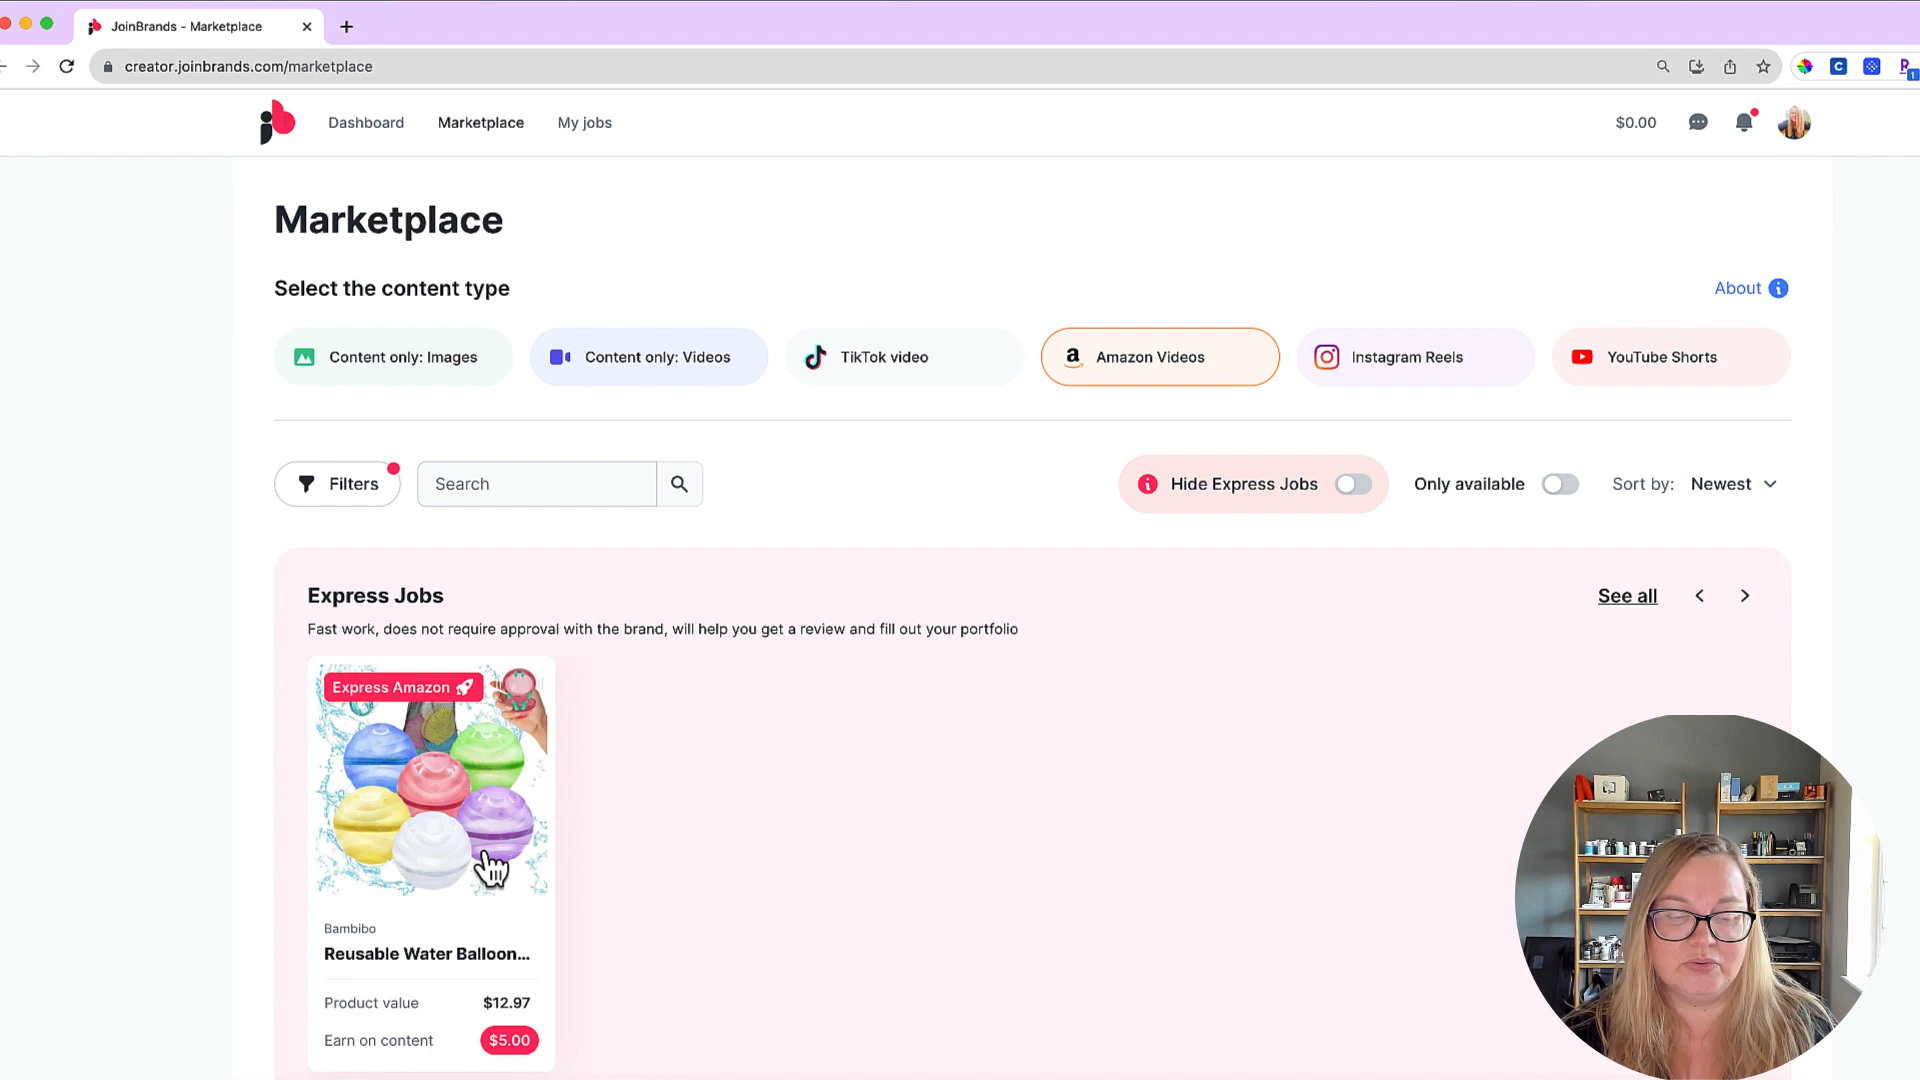 JoinBrands - Marketplace
creator.joinbrands.com/marketplace
Dashboard
Marketplace
My jobs
$0.00
Marketplace
Select the content type
About
Content only: Images
Content only: Videos
TikTok video
Amazon Videos
Instagram Reels
YouTube Shorts
Filters
Search
Hide Express Jobs
Only available
Sort by: Newest
Express Jobs
See all
Fast work, does not require approval with the brand, will help you get a review and fill out your portfolio
Express Amazon
Bambibo
Reusable Water Balloon...
Product value $12.97
Earn on content $5.00